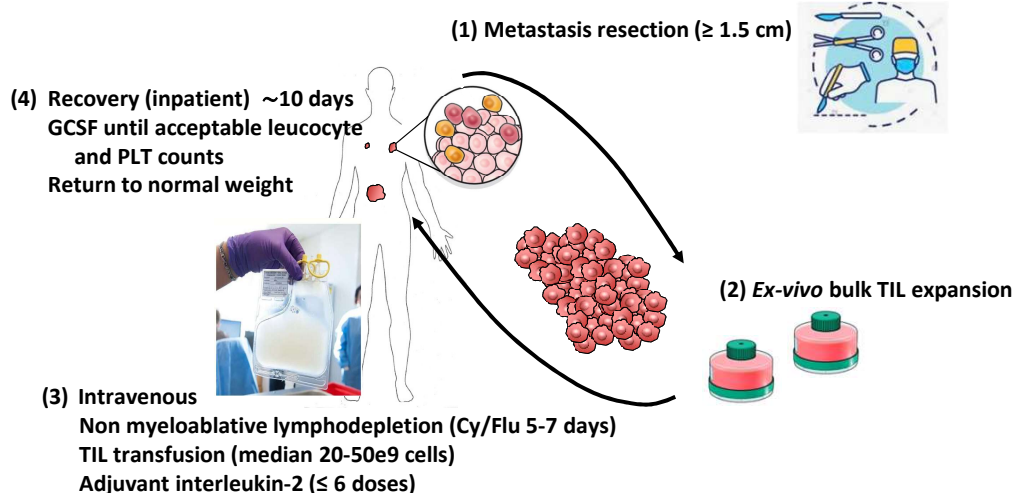 (1) Metastasis resection (≥ 1.5 cm)
(4) Recovery (inpatient) ~10 days
GCSF until acceptable leucocyte
and PLT counts
Return to normal weight
(2) Ex-vivo bulk TIL expansion
(3) Intravenous
Non myeloablative lymphodepletion (Cy/Flu 5-7 days)
TIL transfusion (median 20-50e9 cells)
Adjuvant interleukin-2 (≤ 6 doses)